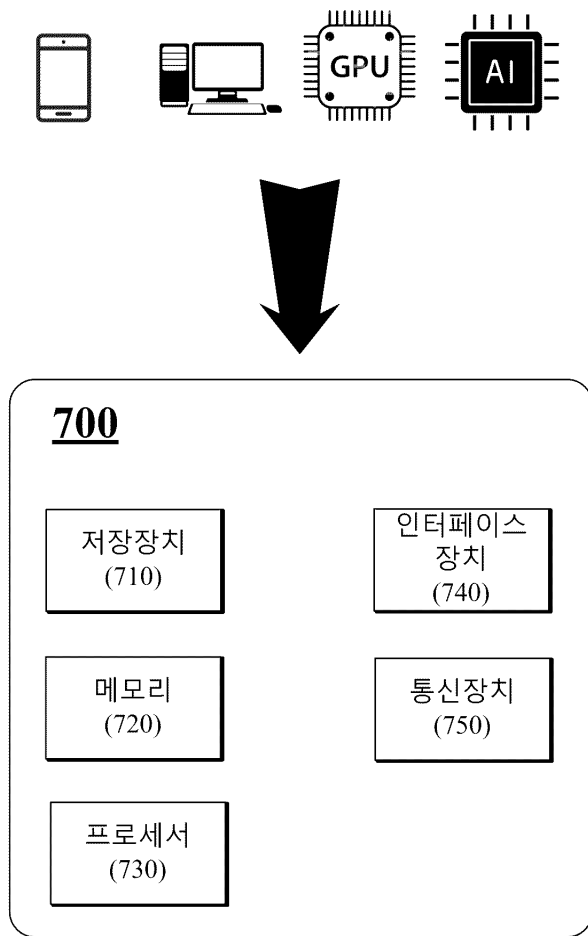 GPU
AI
700
저장장치
(710)
인터페이스
장치
(740)
메모리
(720)
통신장치
(750)
프로세서
(730)